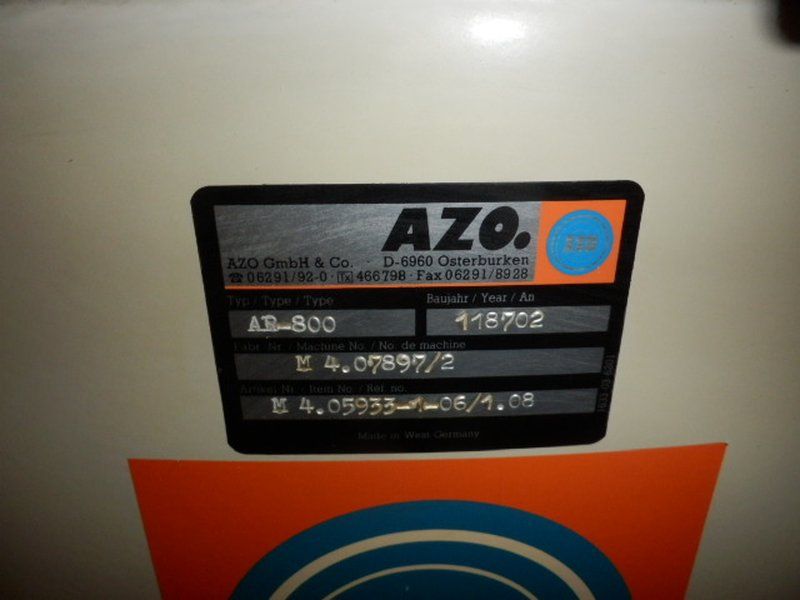 AZO.
AZO GmbH & Co. · D-6960 Osterburken
☎ 06291/92-0 · Tx 466798 · Fax 06291/8928
Typ / Type / Type
Baujahr / Year / An
AR-800
118702
Fabr. Nr. / Machine No. / No. de machine
M 4.07897/2
Artikel Nr. / Item No. / Réf. no.
M 4.05933-1-06/1.08
Made in West Germany